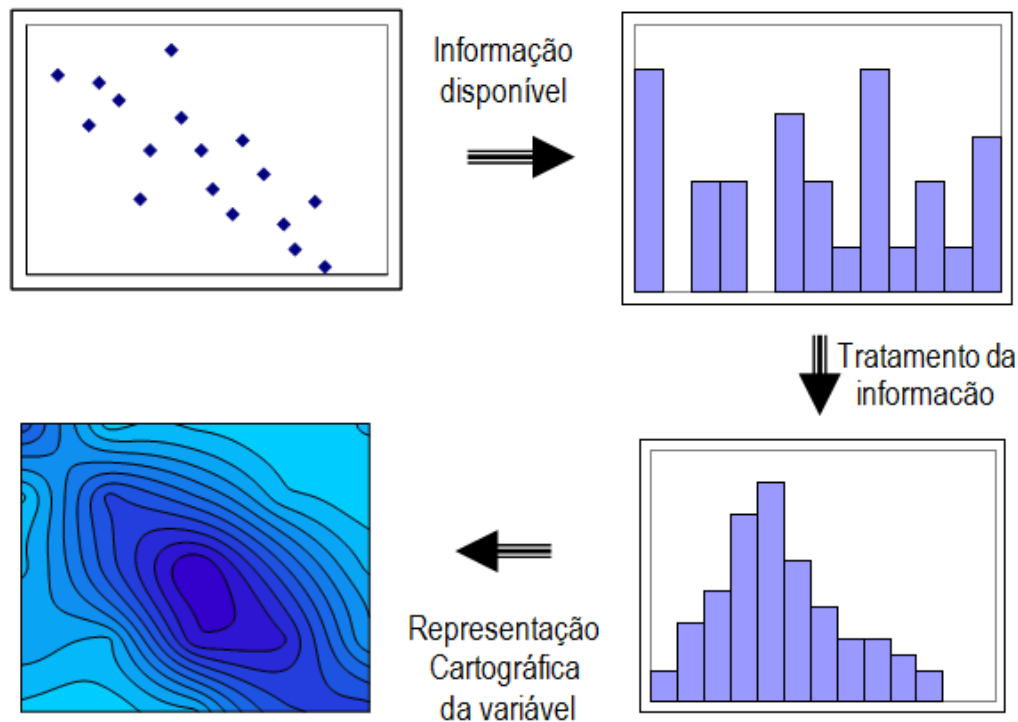 Informação
disponível
Tratamento da
informacão
Representação
Cartográfica
da variável